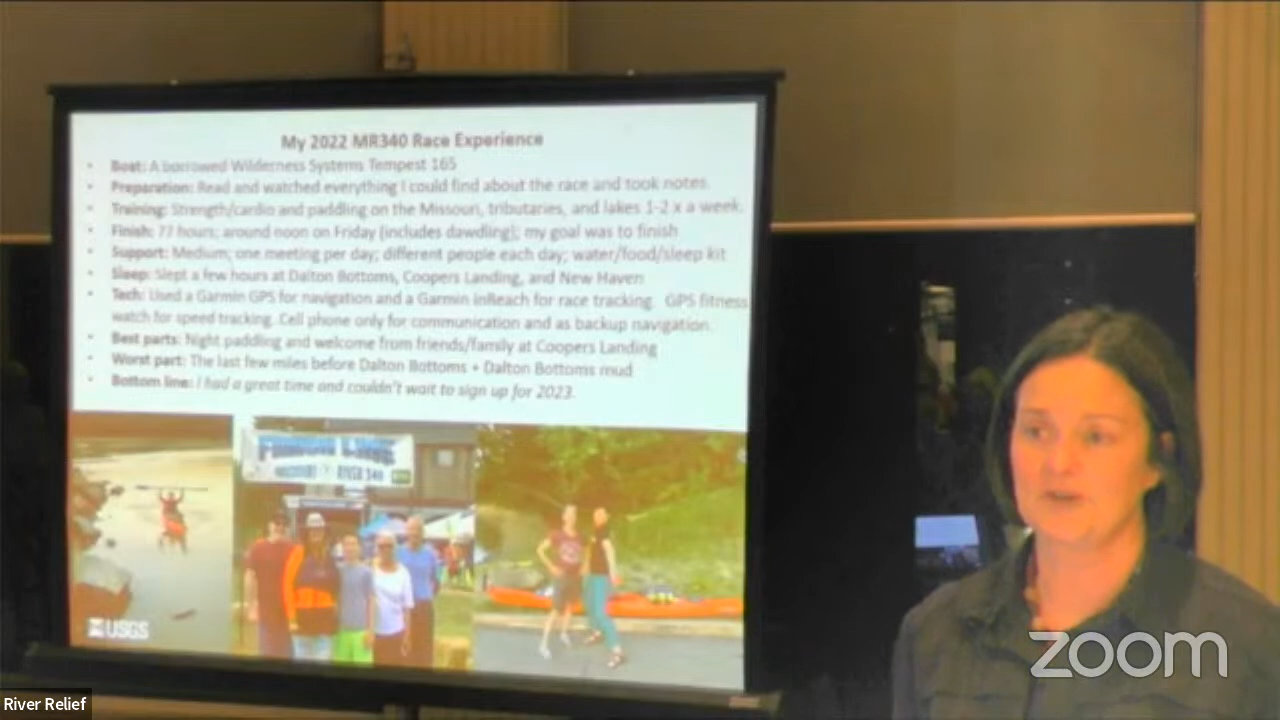 My 2022 MR340 Race Experience
• Boat: A borrowed Wilderness Systems Tempest 165
• Preparation: Read and watched everything I could find about the race and took notes.
• Training: Strength/cardio and paddling on the Missouri, tributaries, and lakes 1-2 x a week.
• Finish: 77 hours; around noon on Friday (includes dawdling); my goal was to finish
• Support: Medium; one meeting per day; different people each day; water/food/sleep kit
• Sleep: Slept a few hours at Dalton Bottoms, Coopers Landing, and New Haven
• Tech: Used a Garmin GPS for navigation and a Garmin InReach for race tracking. GPS fitness
watch for speed tracking. Cell phone only for communication and as backup navigation.
• Best parts: Night paddling and welcome from friends/family at Coopers Landing
• Worst part: The last few miles before Dalton Bottoms + Dalton Bottoms mud
• Bottom line: I had a great time and couldn't wait to sign up for 2023.
FINISH LINE
MISSOURI RIVER 340
USGS
zoom
River Relief